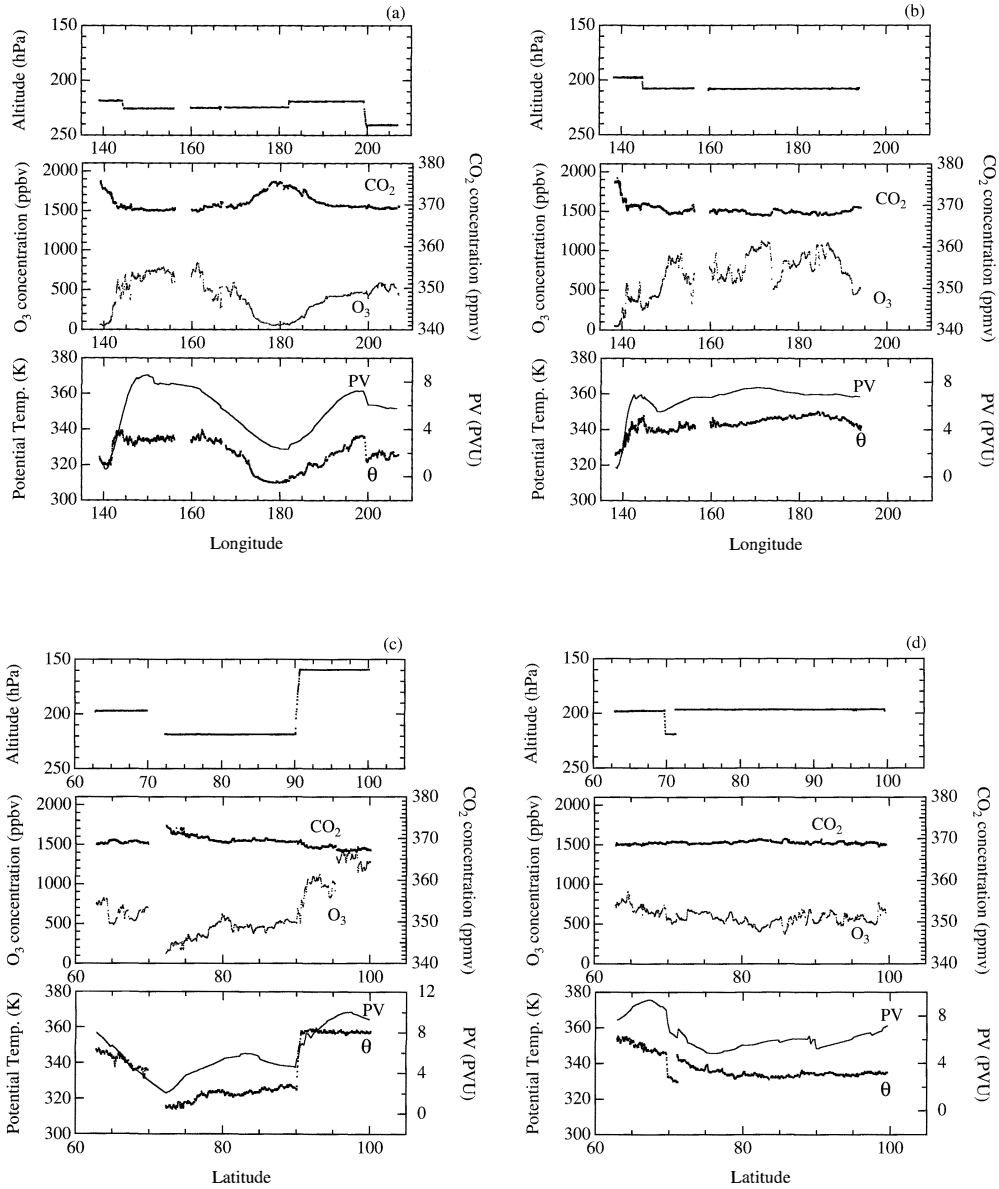 (a)
Altitude (hPa)
150
200
250
140 160 180 200
O3 concentration (ppbv)
2000
1500
1000
500
0
CO2
O3
380
370
360
350
340
CO2 concentration (ppmv)
140 160 180 200
Potential Temp. (K)
380
360
340
320
300
PV
θ
8
4
0
PV (PVU)
140 160 180 200
Longitude
(b)
Altitude (hPa)
150
200
250
140 160 180 200
O3 concentration (ppbv)
2000
1500
1000
500
0
CO2
O3
380
370
360
350
340
CO2 concentration (ppmv)
140 160 180 200
Potential Temp. (K)
380
360
340
320
300
PV
θ
8
4
0
PV (PVU)
140 160 180 200
Longitude
(c)
Altitude (hPa)
150
200
250
60 70 80 90 100
O3 concentration (ppbv)
2000
1500
1000
500
0
CO2
O3
380
370
360
350
340
CO2 concentration (ppmv)
60 80 100
Potential Temp. (K)
380
360
340
320
300
PV
θ
12
8
4
0
PV (PVU)
60 80 100
Latitude
(d)
Altitude (hPa)
150
200
250
60 70 80 90 100
O3 concentration (ppbv)
2000
1500
1000
500
0
CO2
O3
380
370
360
350
340
CO2 concentration (ppmv)
60 80 100
Potential Temp. (K)
380
360
340
320
300
PV
θ
8
4
0
PV (PVU)
60 80 100
Latitude